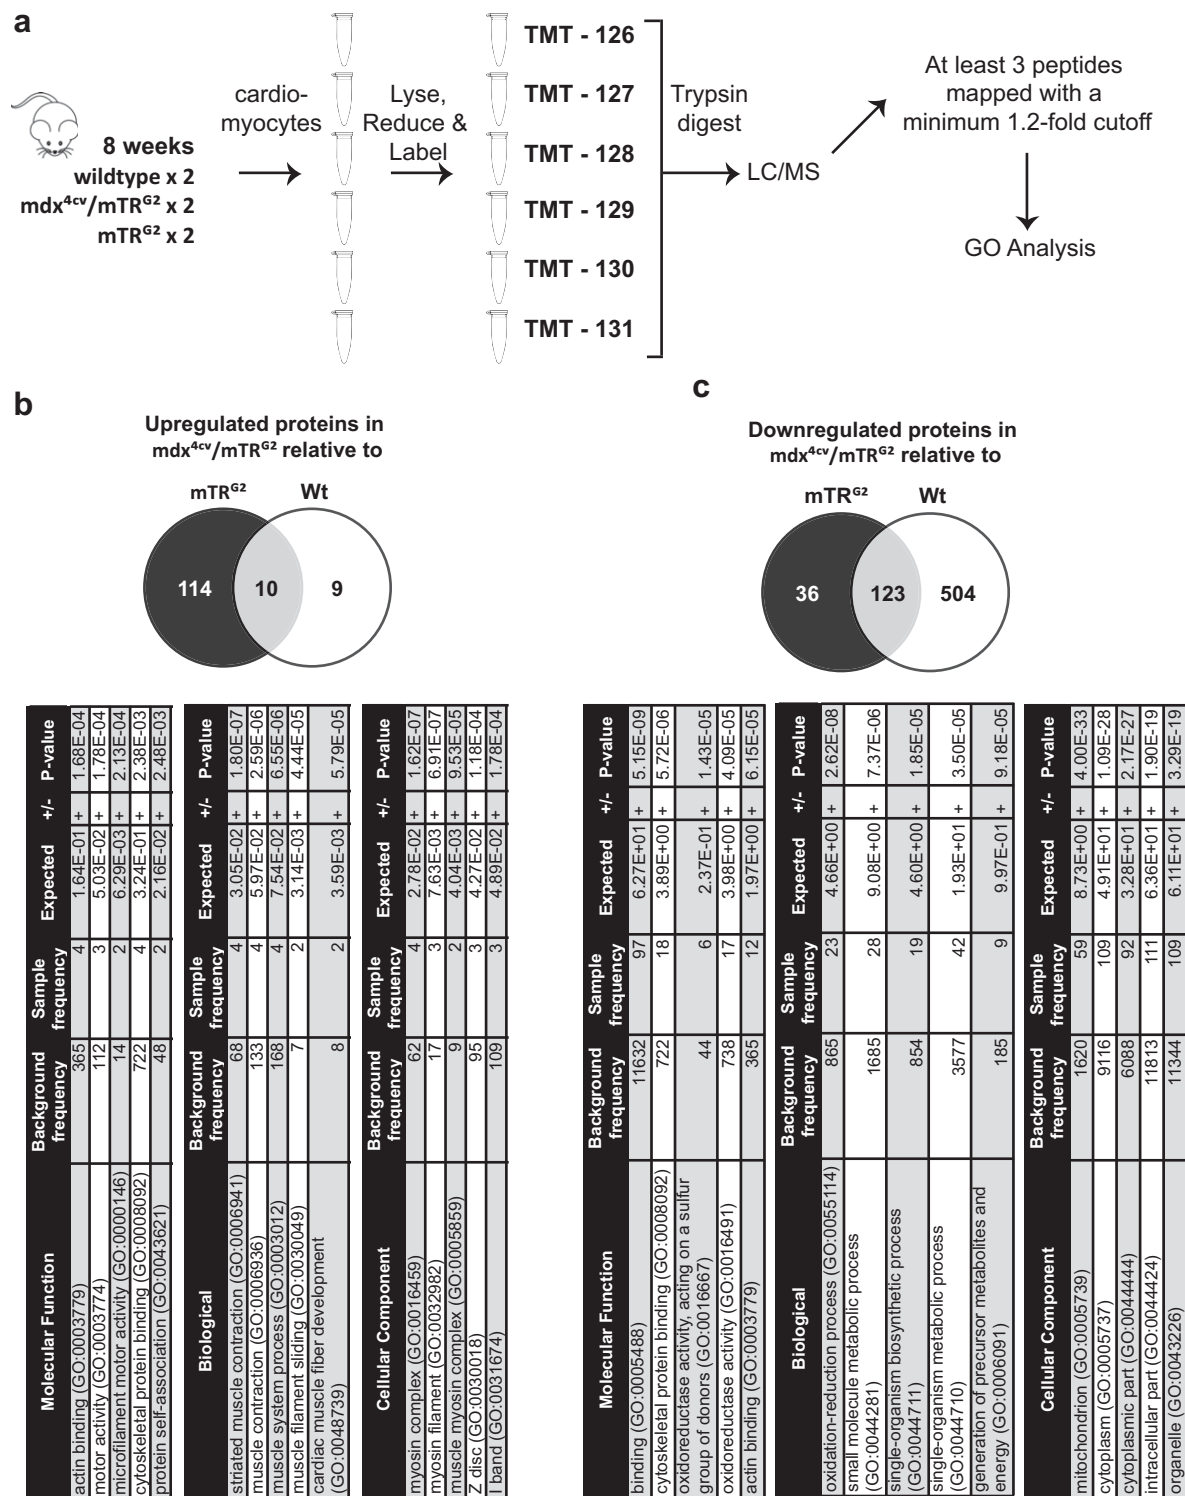 a
8 weeks
wildtype x 2
mdx⁴ᶜᵛ/mTRᴳ² x 2
mTRᴳ² x 2
cardio-
myocytes
Lyse,
Reduce &
Label
TMT - 126
TMT - 127
TMT - 128
TMT - 129
TMT - 130
TMT - 131
Trypsin
digest
LC/MS
At least 3 peptides
mapped with a
minimum 1.2-fold cutoff
GO Analysis
b
Upregulated proteins in
mdx⁴ᶜᵛ/mTRᴳ² relative to
mTRᴳ² Wt
114 10 9
Molecular Function Background frequency Sample frequency Expected +/- P-value
actin binding (GO:0003779) 365 4 1.64E-01 + 1.68E-04
motor activity (GO:0003774) 112 3 5.03E-02 + 1.78E-04
microfilament motor activity (GO:0000146) 14 2 6.29E-03 + 2.13E-04
cytoskeletal protein binding (GO:0008092) 722 4 3.24E-01 + 2.38E-03
protein self-association (GO:0043621) 48 2 2.16E-02 + 2.48E-03
Biological Background frequency Sample frequency Expected +/- P-value
striated muscle contraction (GO:0006941) 68 4 3.05E-02 + 1.80E-07
muscle contraction (GO:0006936) 133 4 5.97E-02 + 2.59E-06
muscle system process (GO:0003012) 168 4 7.54E-02 + 6.55E-06
muscle filament sliding (GO:0030049) 7 2 3.14E-03 + 4.44E-05
cardiac muscle fiber development
(GO:0048739) 8 2 3.59E-03 + 5.79E-05
Cellular Component Background frequency Sample frequency Expected +/- P-value
myosin complex (GO:0016459) 62 4 2.78E-02 + 1.62E-07
myosin filament (GO:0032982) 17 3 7.63E-03 + 6.91E-07
muscle myosin complex (GO:0005859) 9 2 4.04E-03 + 9.53E-05
Z disc (GO:0030018) 95 3 4.27E-02 + 1.18E-04
I band (GO:0031674) 109 3 4.89E-02 + 1.78E-04
c
Downregulated proteins in
mdx⁴ᶜᵛ/mTRᴳ² relative to
mTRᴳ² Wt
36 123 504
Molecular Function Background frequency Sample frequency Expected +/- P-value
binding (GO:0005488) 11632 97 6.27E+01 + 5.15E-09
cytoskeletal protein binding (GO:0008092) 722 18 3.89E+00 + 5.72E-06
oxidoreductase activity, acting on a sulfur
group of donors (GO:0016667) 44 6 2.37E-01 + 1.43E-05
oxidoreductase activity (GO:0016491) 738 17 3.98E+00 + 4.09E-05
actin binding (GO:0003779) 365 12 1.97E+00 + 6.15E-05
Biological Background frequency Sample frequency Expected +/- P-value
oxidation-reduction process (GO:0055114) 865 23 4.66E+00 + 2.62E-08
small molecule metabolic process
(GO:0044281) 1685 28 9.08E+00 + 7.37E-06
single-organism biosynthetic process
(GO:0044711) 854 19 4.60E+00 + 1.85E-05
single-organism metabolic process
(GO:0044710) 3577 42 1.93E+01 + 3.50E-05
generation of precursor metabolites and
energy (GO:0006091) 185 9 9.97E-01 + 9.18E-05
Cellular Component Background frequency Sample frequency Expected +/- P-value
mitochondrion (GO:0005739) 1620 59 8.73E+00 + 4.00E-33
cytoplasm (GO:0005737) 9116 109 4.91E+01 + 1.09E-28
cytoplasmic part (GO:0044444) 6088 92 3.28E+01 + 2.17E-27
intracellular part (GO:0044424) 11813 111 6.36E+01 + 1.90E-19
organelle (GO:0043226) 11344 109 6.11E+01 + 3.29E-19